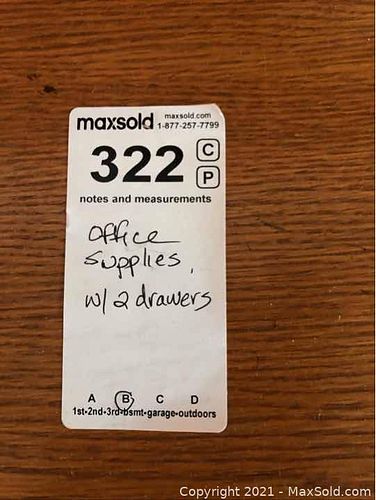 maxsold maxsold.com
1-877-257-7799
322 C
P
notes and measurements
office
supplies,
w/ 2 drawers
A B C D
1st-2nd-3rd-bsmt-garage-outdoors
Copyright 2021 - MaxSold.com